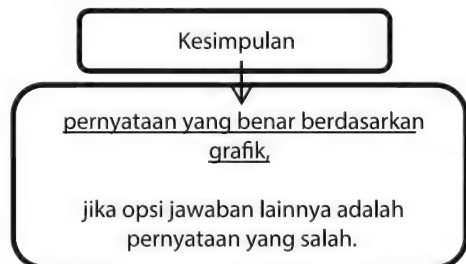 Kesimpulan
pernyataan yang benar berdasarkan
grafik,
jika opsi jawaban lainnya adalah
pernyataan yang salah.